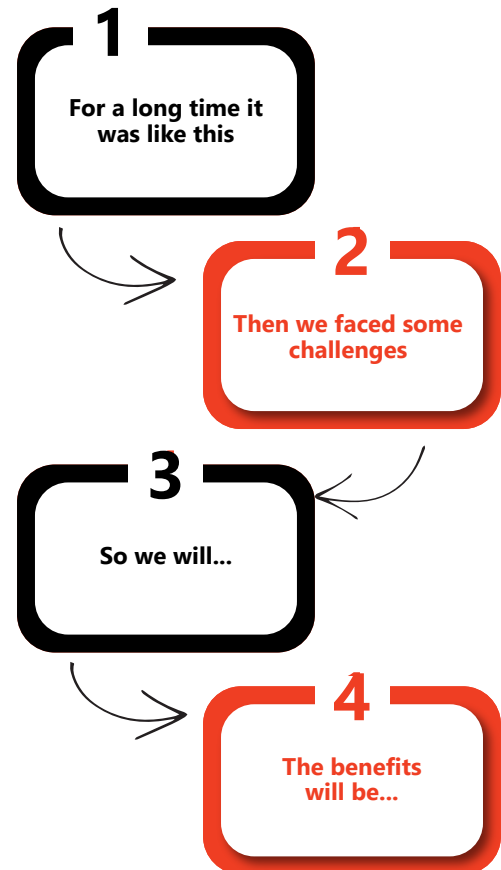 1
For a long time it
was like this
2
Then we faced some
challenges
3
So we will...
4
The benefits
will be...